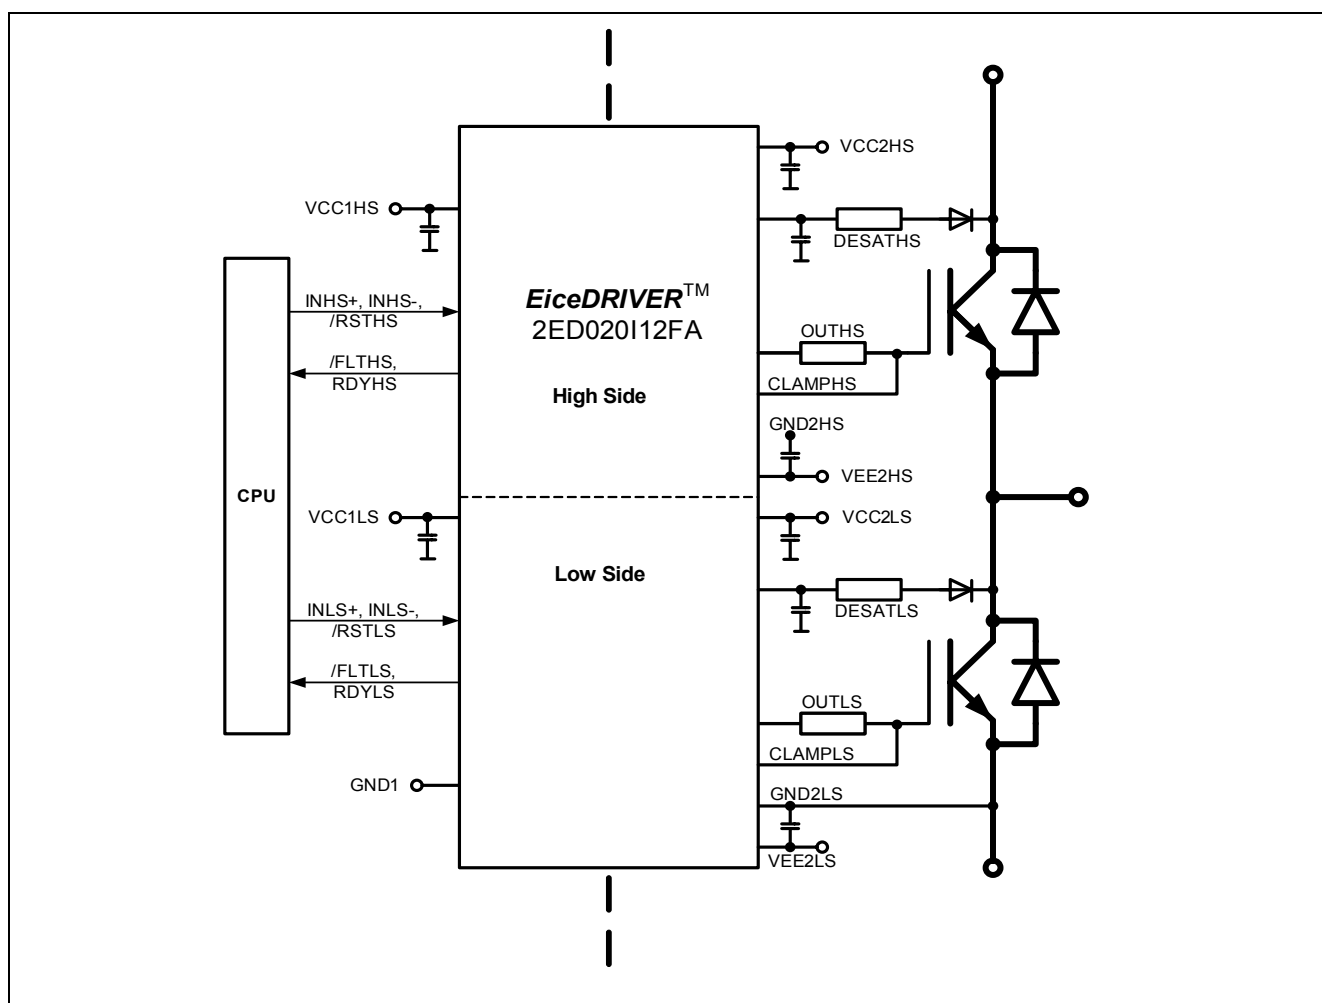 VCC2HS
VCC1HS
DESATHS
EiceDRIVER™
2ED020I12FA
INHS+, INHS-,
/RSTHS
OUTHS
/FLTHS,
RDYHS
CLAMPHS
High Side
GND2HS
VEE2HS
CPU
VCC1LS
VCC2LS
Low Side
DESATLS
INLS+, INLS-,
/RSTLS
/FLTLS,
RDYLS
OUTLS
CLAMPLS
GND1
GND2LS
VEE2LS